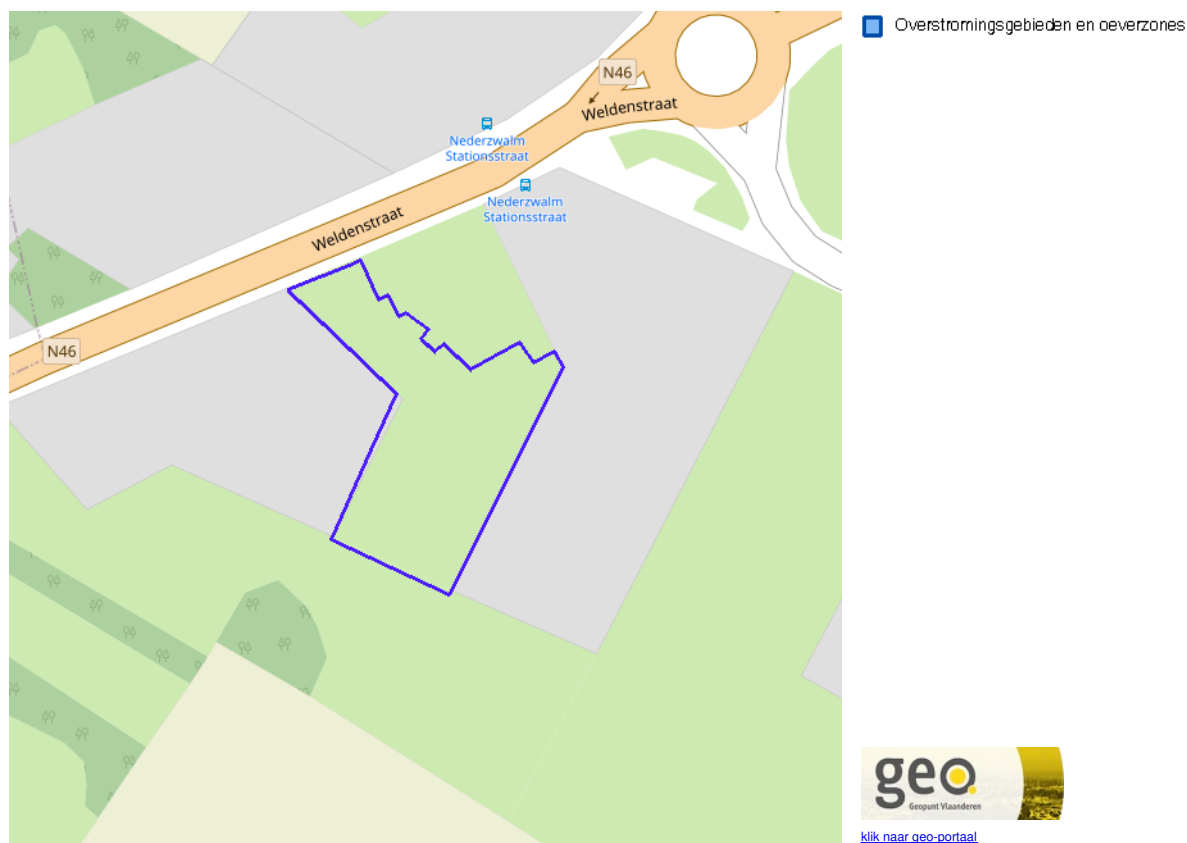 N46
Weldenstraat
Nederzwalm
Stationsstraat
Nederzwalm
Stationsstraat
Weldenstraat
N46
Overstromingsgebieden en oeverzones
geo
Geopunt Vlaanderen
klik naar geo-portaal